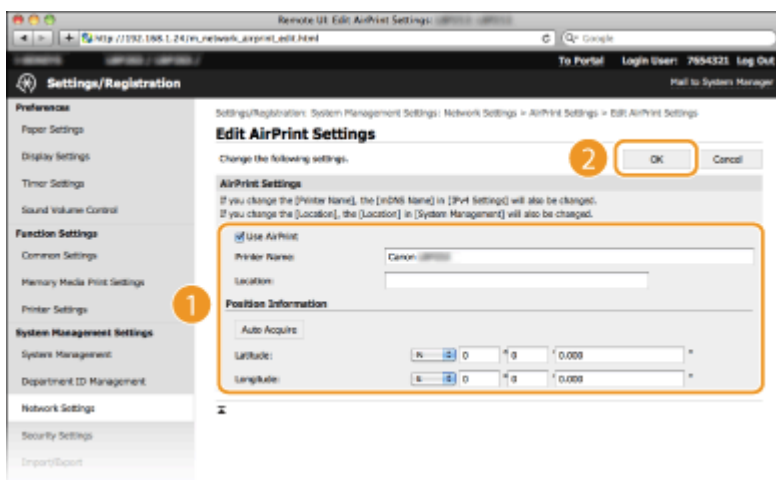 Remote UI: Edit AirPrint Settings:
http://192.168.1.24/m_network_airprint_edit.html
Google
To Portal Login User: 7654321 Log Out
Settings/Registration
Mail to System Manager
Preferences
Paper Settings
Display Settings
Timer Settings
Sound Volume Control
Function Settings
Common Settings
Memory Media Print Settings
Printer Settings
System Management Settings
System Management
Department ID Management
Network Settings
Security Settings
Import/Export
Settings/Registration: System Management Settings: Network Settings > AirPrint Settings > Edit AirPrint Settings
Edit AirPrint Settings
Change the following settings.
2
OK
Cancel
AirPrint Settings
If you change the [Printer Name], the [mDNS Name] in [IPv4 Settings] will also be changed.
If you change the [Location], the [Location] in [System Management] will also be changed.
1
Use AirPrint
Printer Name: Canon
Location:
Position Information
Auto Acquire
Latitude: N 0 ° 0 ' 0.000 "
Longitude: E 0 ° 0 ' 0.000 "